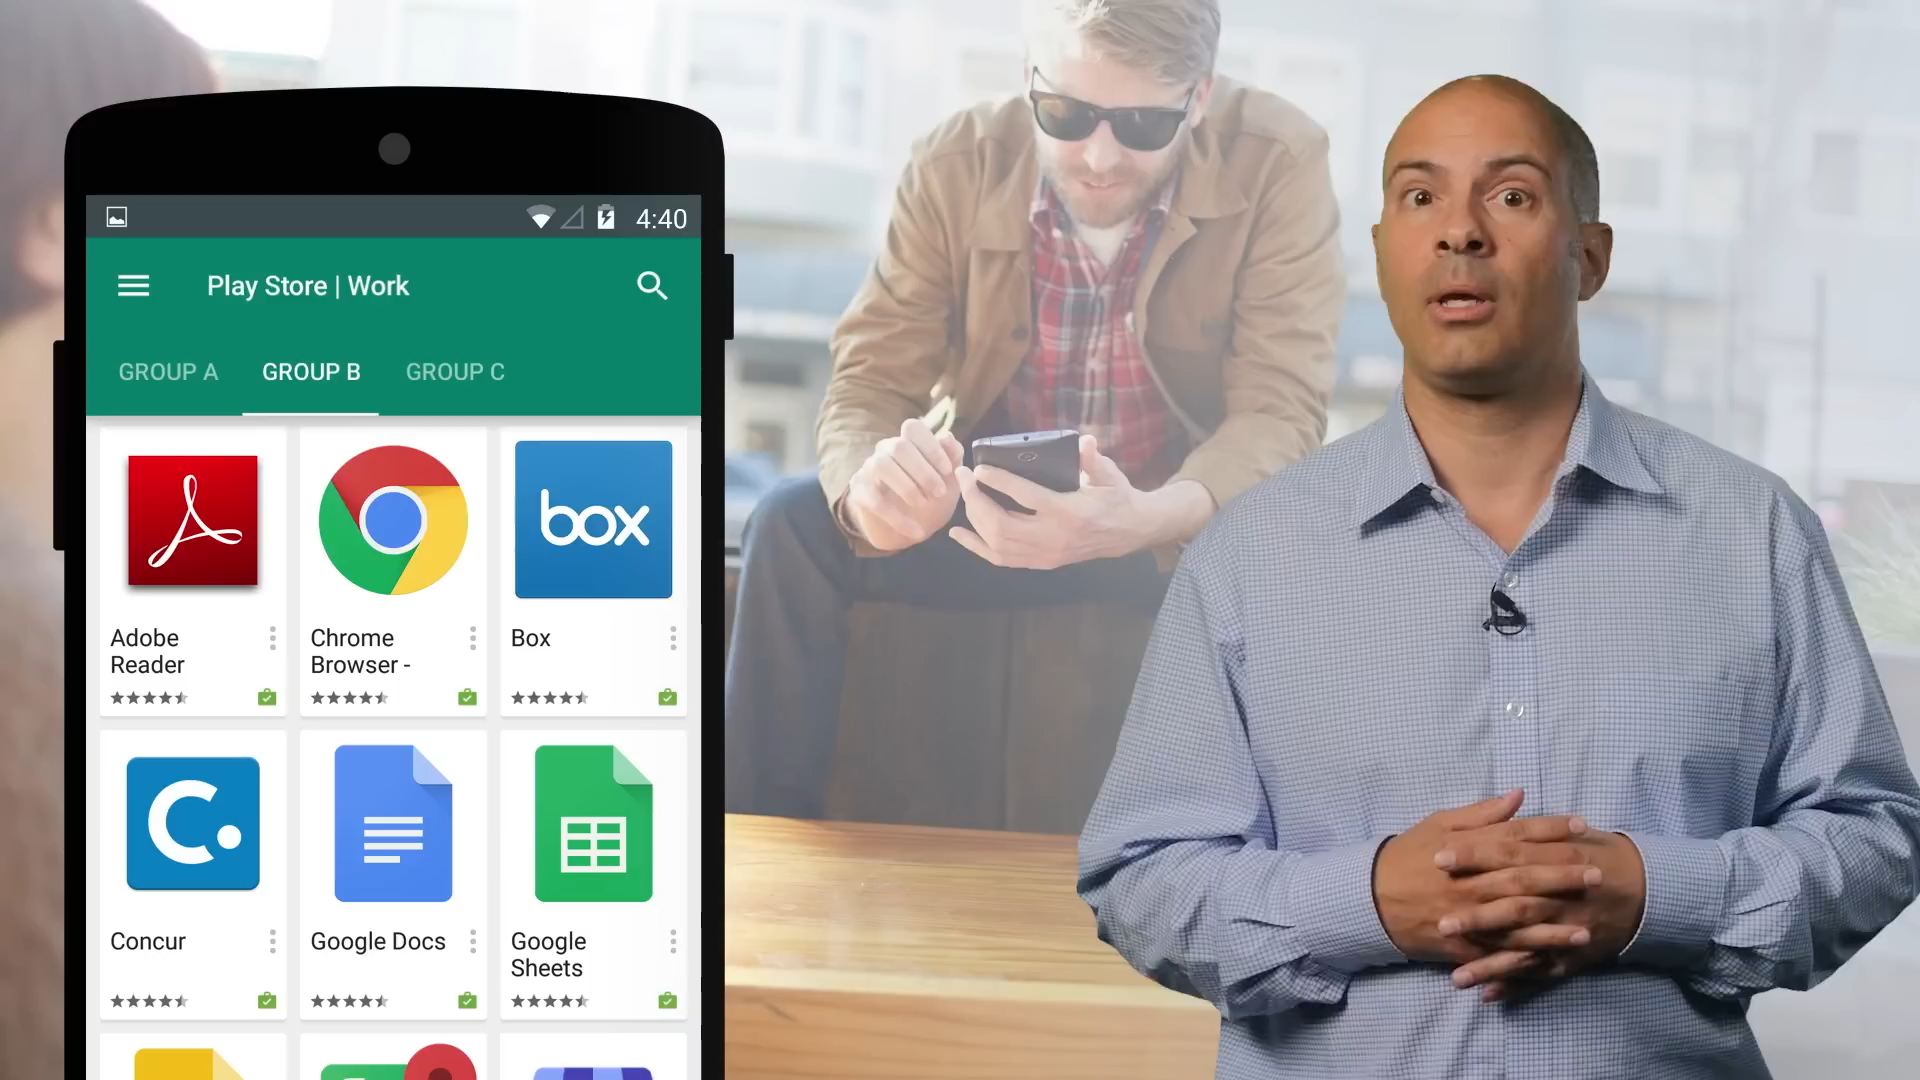 4:40
Play Store | Work
GROUP A GROUP B GROUP C
box
Adobe
Reader
Chrome
Browser -
Box
C.
Concur
Google Docs
Google
Sheets